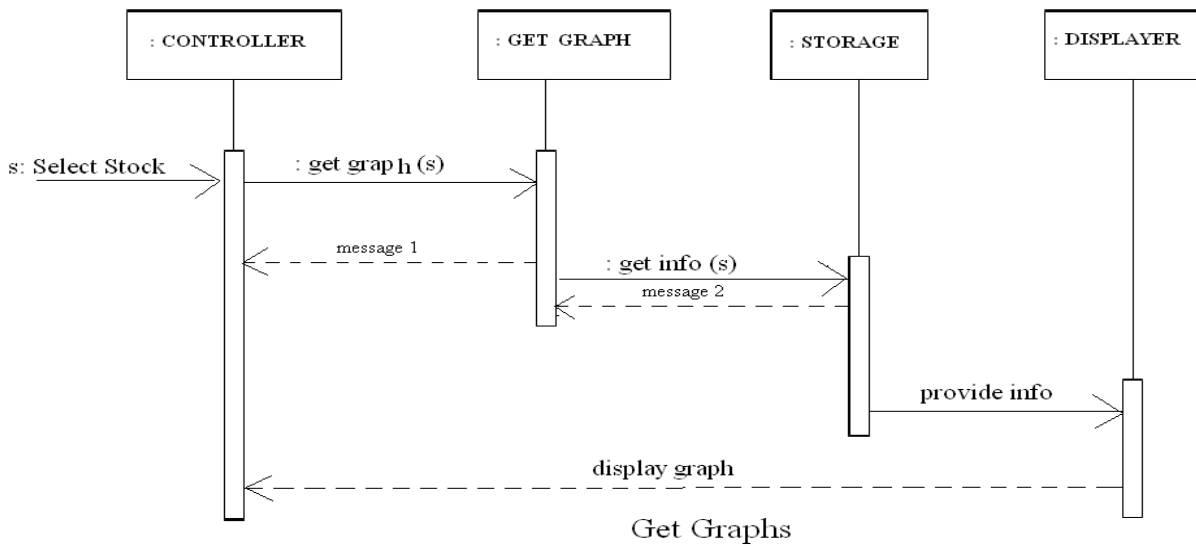 : CONTROLLER
: GET GRAPH
: STORAGE
: DISPLAYER
s: Select Stock
: get graph (s)
message 1
: get info (s)
message 2
provide info
display graph
Get Graphs